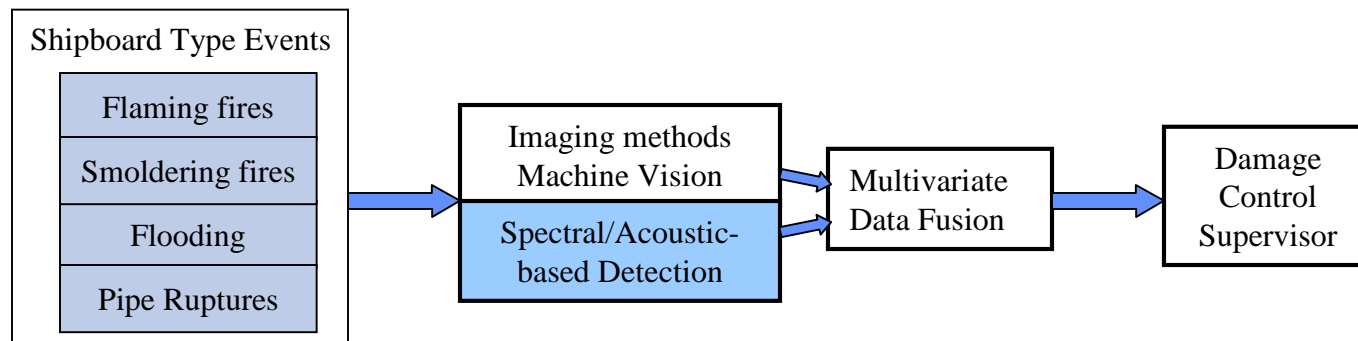 Shipboard Type Events
Flaming fires
Smoldering fires
Flooding
Pipe Ruptures
Imaging methods
Machine Vision
Spectral/Acoustic-
based Detection
Multivariate
Data Fusion
Damage
Control
Supervisor